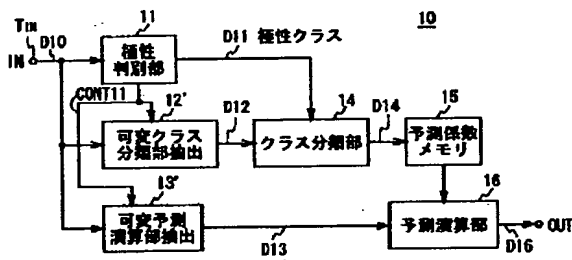 10
TIN
IN
D10
11
極性
判別部
D11 極性クラス
CONT11
12'
可変クラス
分類部抽出
D12
14
クラス分類部
D14
15
予測係数
メモリ
13'
可変予測
演算部抽出
D13
16
予測演算部
D16
OUT